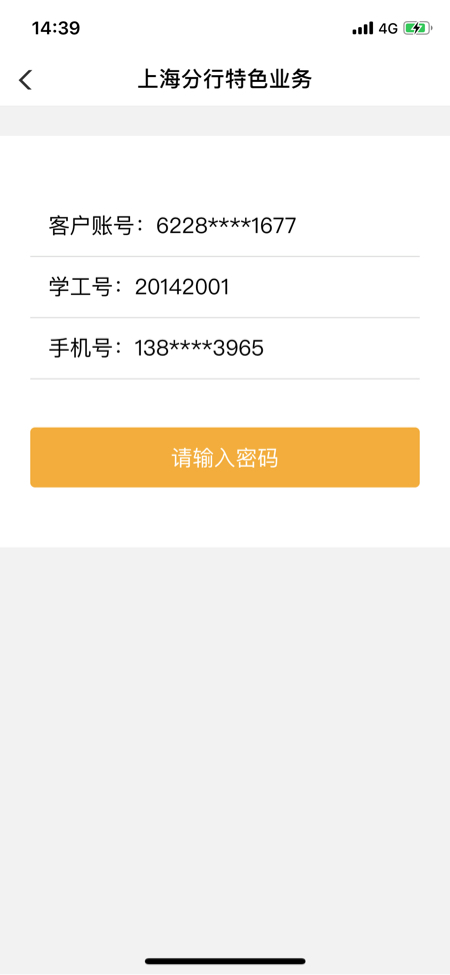 14:39
4G
上海分行特色业务
客户账号：6228****1677
学工号：20142001
手机号：138****3965
请输入密码